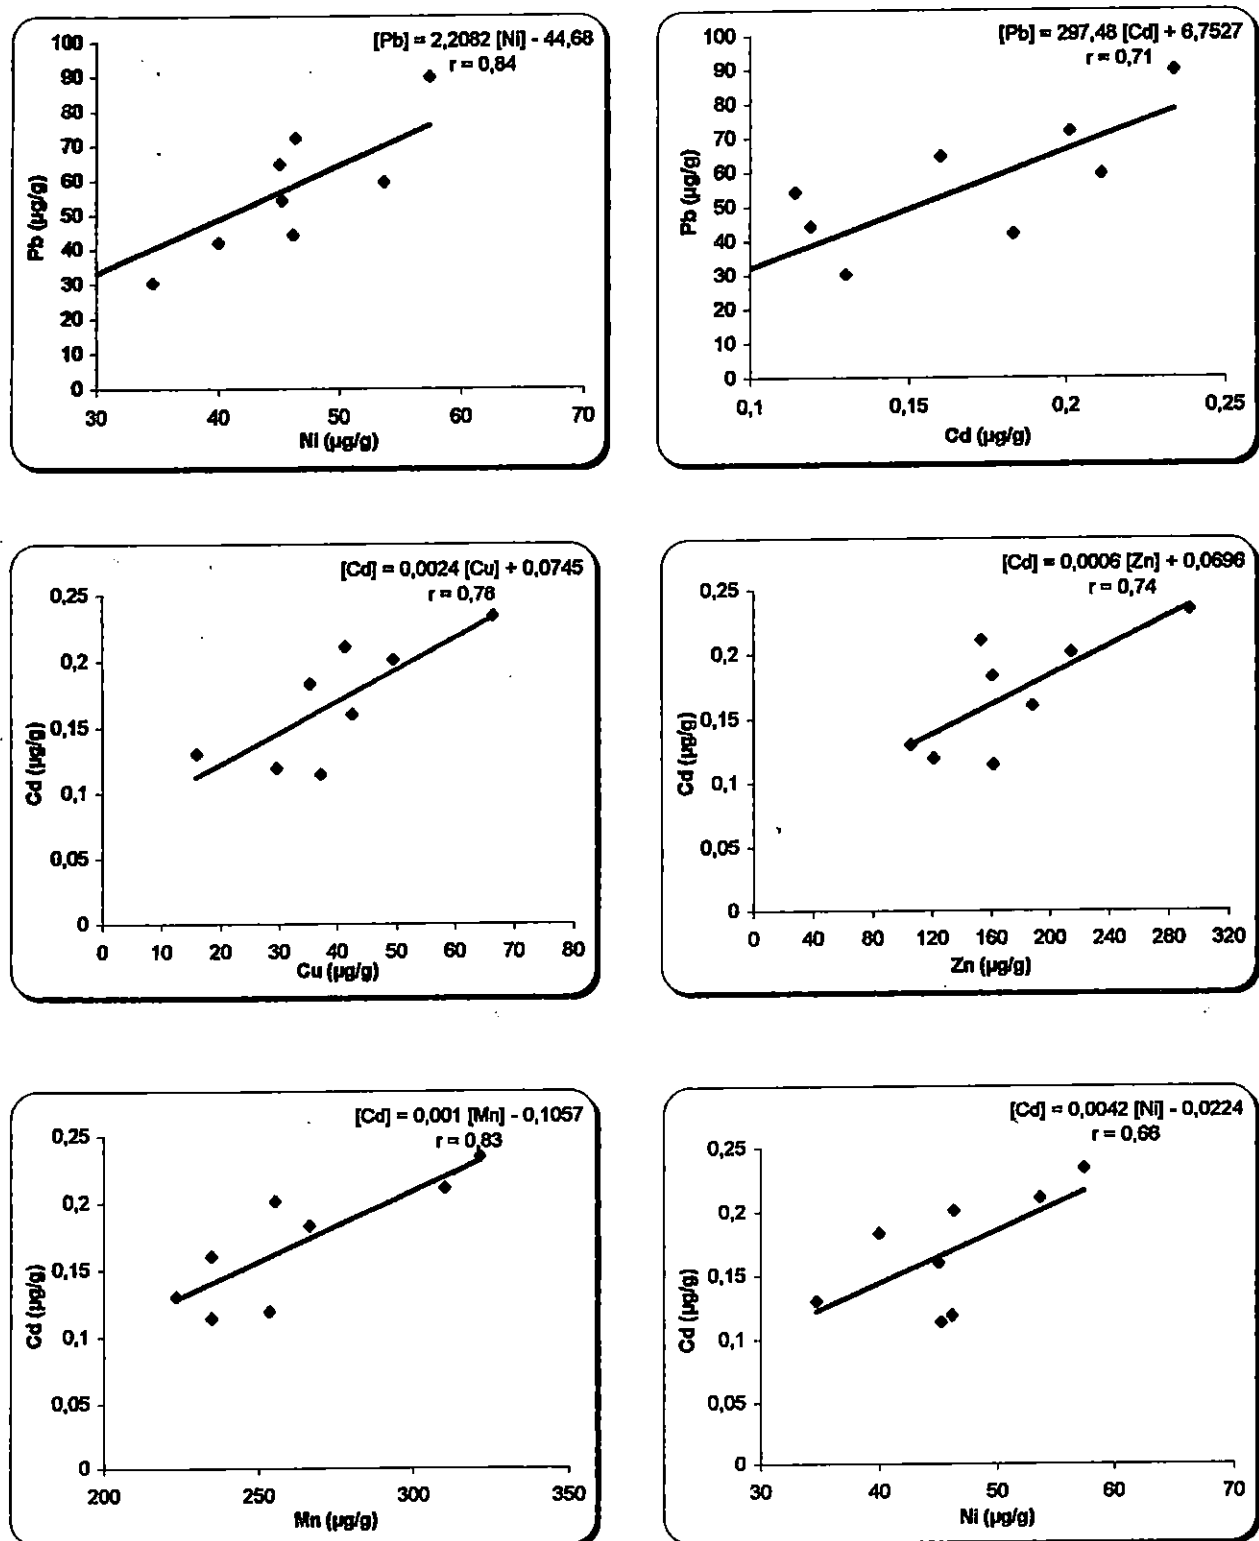 [Pb] = 2,2082 [Ni] - 44,68
r = 0,84
100
90
80
70
60
50
40
30
20
10
0
Pb (µg/g)
30 40 50 60 70
Ni (µg/g)
[Pb] = 297,48 [Cd] + 6,7527
r = 0,71
100
90
80
70
60
50
40
30
20
10
0
Pb (µg/g)
0,1 0,15 0,2 0,25
Cd (µg/g)
[Cd] = 0,0024 [Cu] + 0,0745
r = 0,78
0,25
0,2
0,15
0,1
0,05
0
Cd (µg/g)
0 10 20 30 40 50 60 70 80
Cu (µg/g)
[Cd] = 0,0006 [Zn] + 0,0696
r = 0,74
0,25
0,2
0,15
0,1
0,05
0
Cd (µg/g)
0 40 80 120 160 200 240 280 320
Zn (µg/g)
[Cd] = 0,001 [Mn] - 0,1057
r = 0,83
0,25
0,2
0,15
0,1
0,05
0
Cd (µg/g)
200 250 300 350
Mn (µg/g)
[Cd] = 0,0042 [Ni] - 0,0224
r = 0,68
0,25
0,2
0,15
0,1
0,05
0
Cd (µg/g)
30 40 50 60 70
Ni (µg/g)